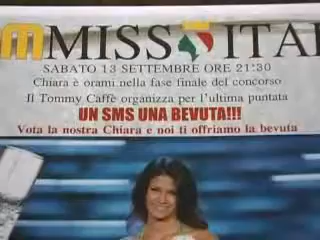 MISS ITAL
SABATO 13 SETTEMBRE ORE 21:30
Chiara è orami nella fase finale del concorso
Il Tommy Caffè organizza per l'ultima puntata
UN SMS UNA BEVUTA!!!
Vota la nostra Chiara e noi ti offriamo la bevuta